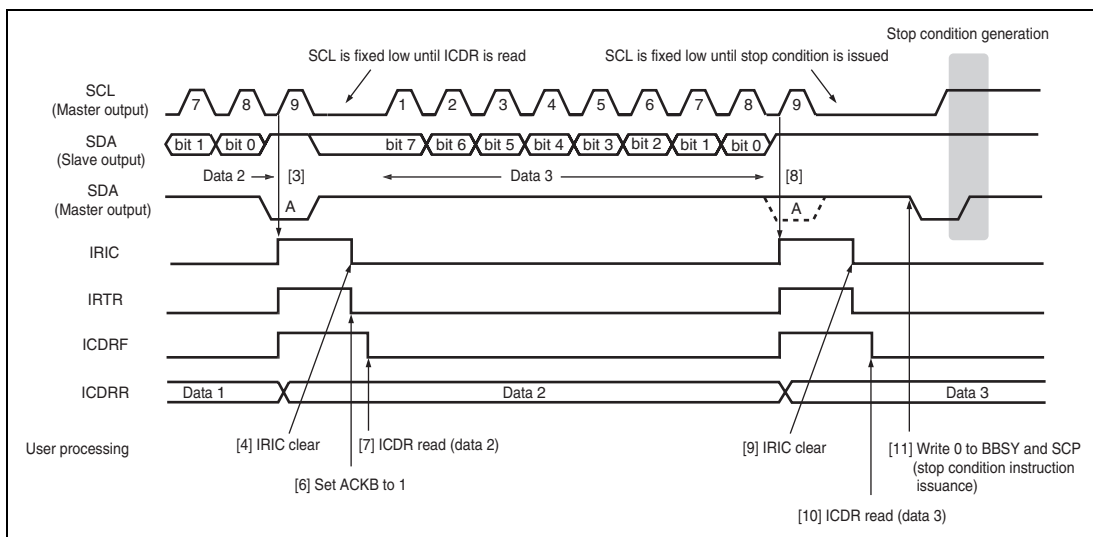 Stop condition generation
SCL is fixed low until ICDR is read
SCL is fixed low until stop condition is issued
SCL
(Master output)
7 8 9 1 2 3 4 5 6 7 8 9
SDA
(Slave output)
bit 1 bit 0 bit 7 bit 6 bit 5 bit 4 bit 3 bit 2 bit 1 bit 0
Data 2 [3] Data 3 [8]
SDA
(Master output)
A A
IRIC
IRTR
ICDRF
ICDRR
Data 1 Data 2 Data 3
User processing
[4] IRIC clear
[7] ICDR read (data 2)
[9] IRIC clear
[11] Write 0 to BBSY and SCP
(stop condition instruction
issuance)
[6] Set ACKB to 1
[10] ICDR read (data 3)